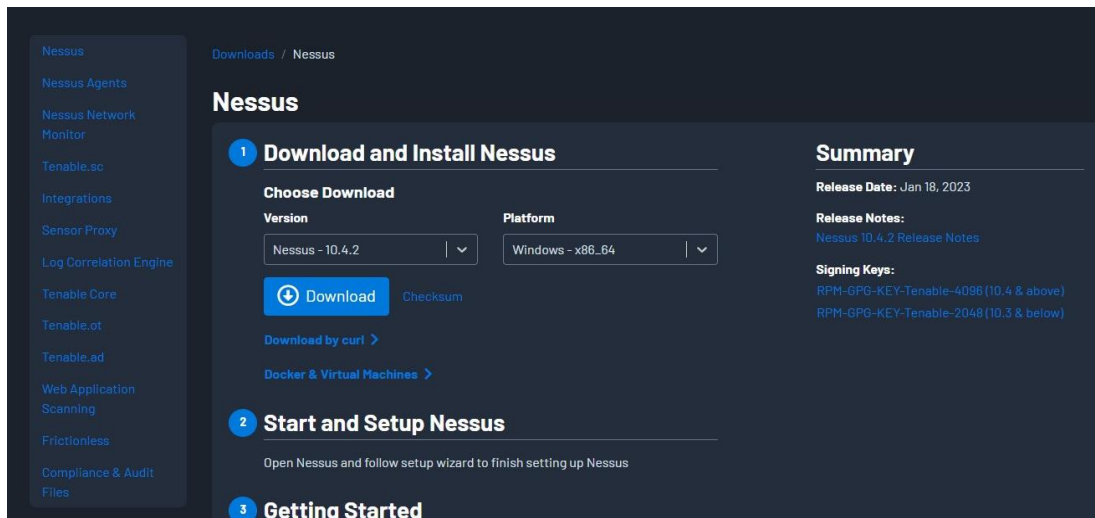 Nessus
Nessus Agents
Nessus Network
Monitor
Tenable.sc
Integrations
Sensor Proxy
Log Correlation Engine
Tenable Core
Tenable.ot
Tenable.ad
Web Application
Scanning
Frictionless
Compliance & Audit
Files
Downloads / Nessus
Nessus
1 Download and Install Nessus
Choose Download
Version Platform
Nessus - 10.4.2 Windows - x86_64
Download Checksum
Download by curl
Docker & Virtual Machines
2 Start and Setup Nessus
Open Nessus and follow setup wizard to finish setting up Nessus
3 Getting Started
Summary
Release Date: Jan 18, 2023
Release Notes:
Nessus 10.4.2 Release Notes
Signing Keys:
RPM-GPG-KEY-Tenable-4096 (10.4 & above)
RPM-GPG-KEY-Tenable-2048 (10.3 & below)